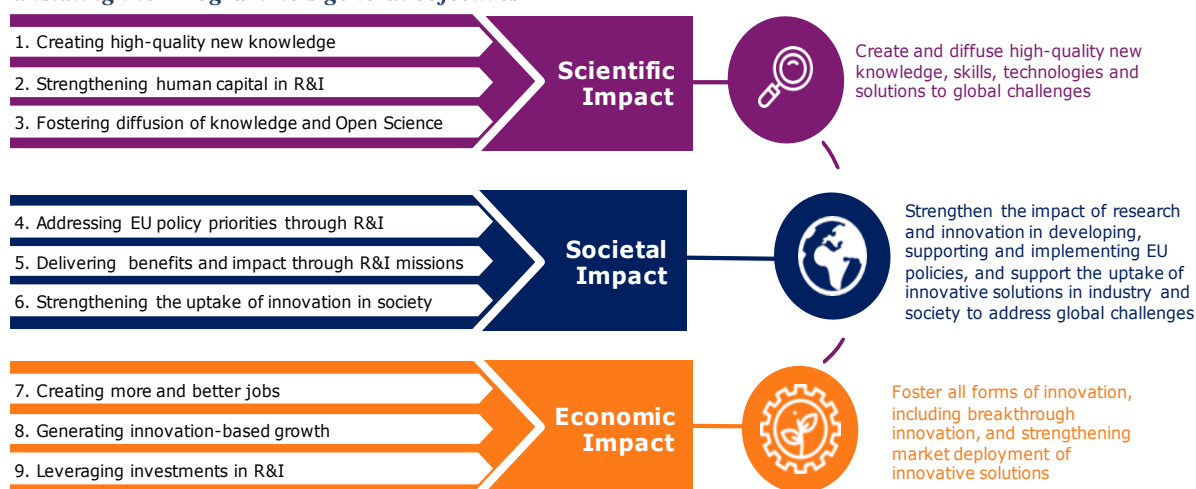 1. Creating high-quality new knowledge
2. Strengthening human capital in R&I
3. Fostering diffusion of knowledge and Open Science
Scientific
Impact
Create and diffuse high-quality new
knowledge, skills, technologies and
solutions to global challenges
4. Addressing EU policy priorities through R&I
5. Delivering benefits and impact through R&I missions
6. Strengthening the uptake of innovation in society
Societal
Impact
Strengthen the impact of research
and innovation in developing,
supporting and implementing EU
policies, and support the uptake of
innovative solutions in industry and
society to address global challenges
7. Creating more and better jobs
8. Generating innovation-based growth
9. Leveraging investments in R&I
Economic
Impact
Foster all forms of innovation,
including breakthrough
innovation, and strengthening
market deployment of
innovative solutions